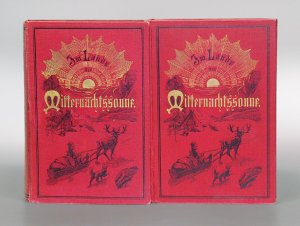 Im Lande
der
Mitternachtssonne.
Im Lande
der
Mitternachtssonne.